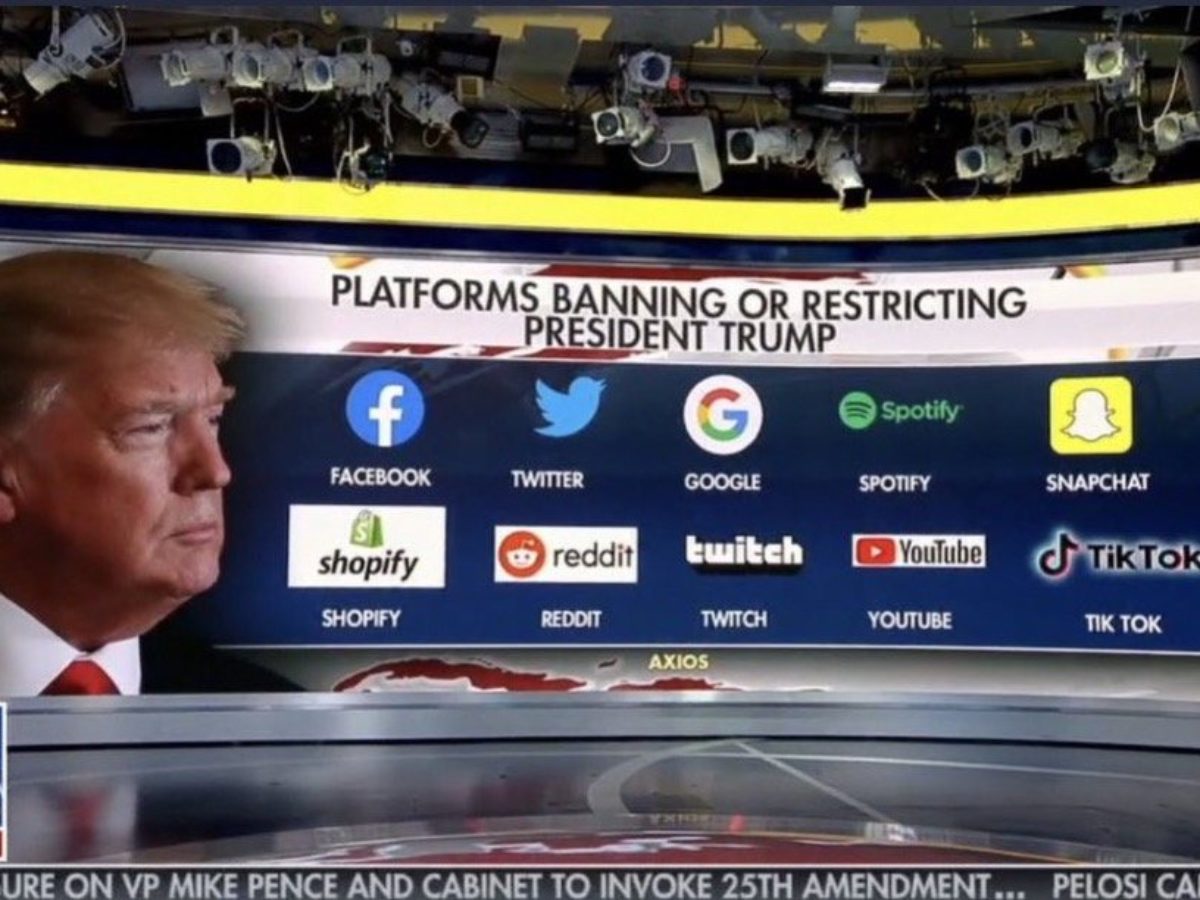 PLATFORMS BANNING OR RESTRICTING
PRESIDENT TRUMP
Spotify
FACEBOOK TWITTER GOOGLE SPOTIFY SNAPCHAT
shopify reddit twitch YouTube TikTok
SHOPIFY REDDIT TWITCH YOUTUBE TIK TOK
AXIOS
URE ON VP MIKE PENCE AND CABINET TO INVOKE 25TH AMENDMENT... PELOSI CA